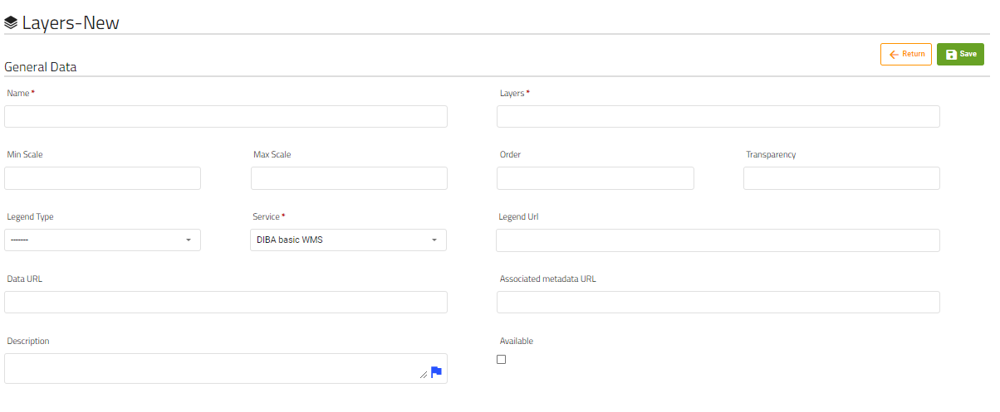 Layers-New
Return
Save
General Data
Name *
Layers *
Min Scale
Max Scale
Order
Transparency
Legend Type
Service *
Legend Url
-------
DIBA basic WMS
Data URL
Associated metadata URL
Description
Available